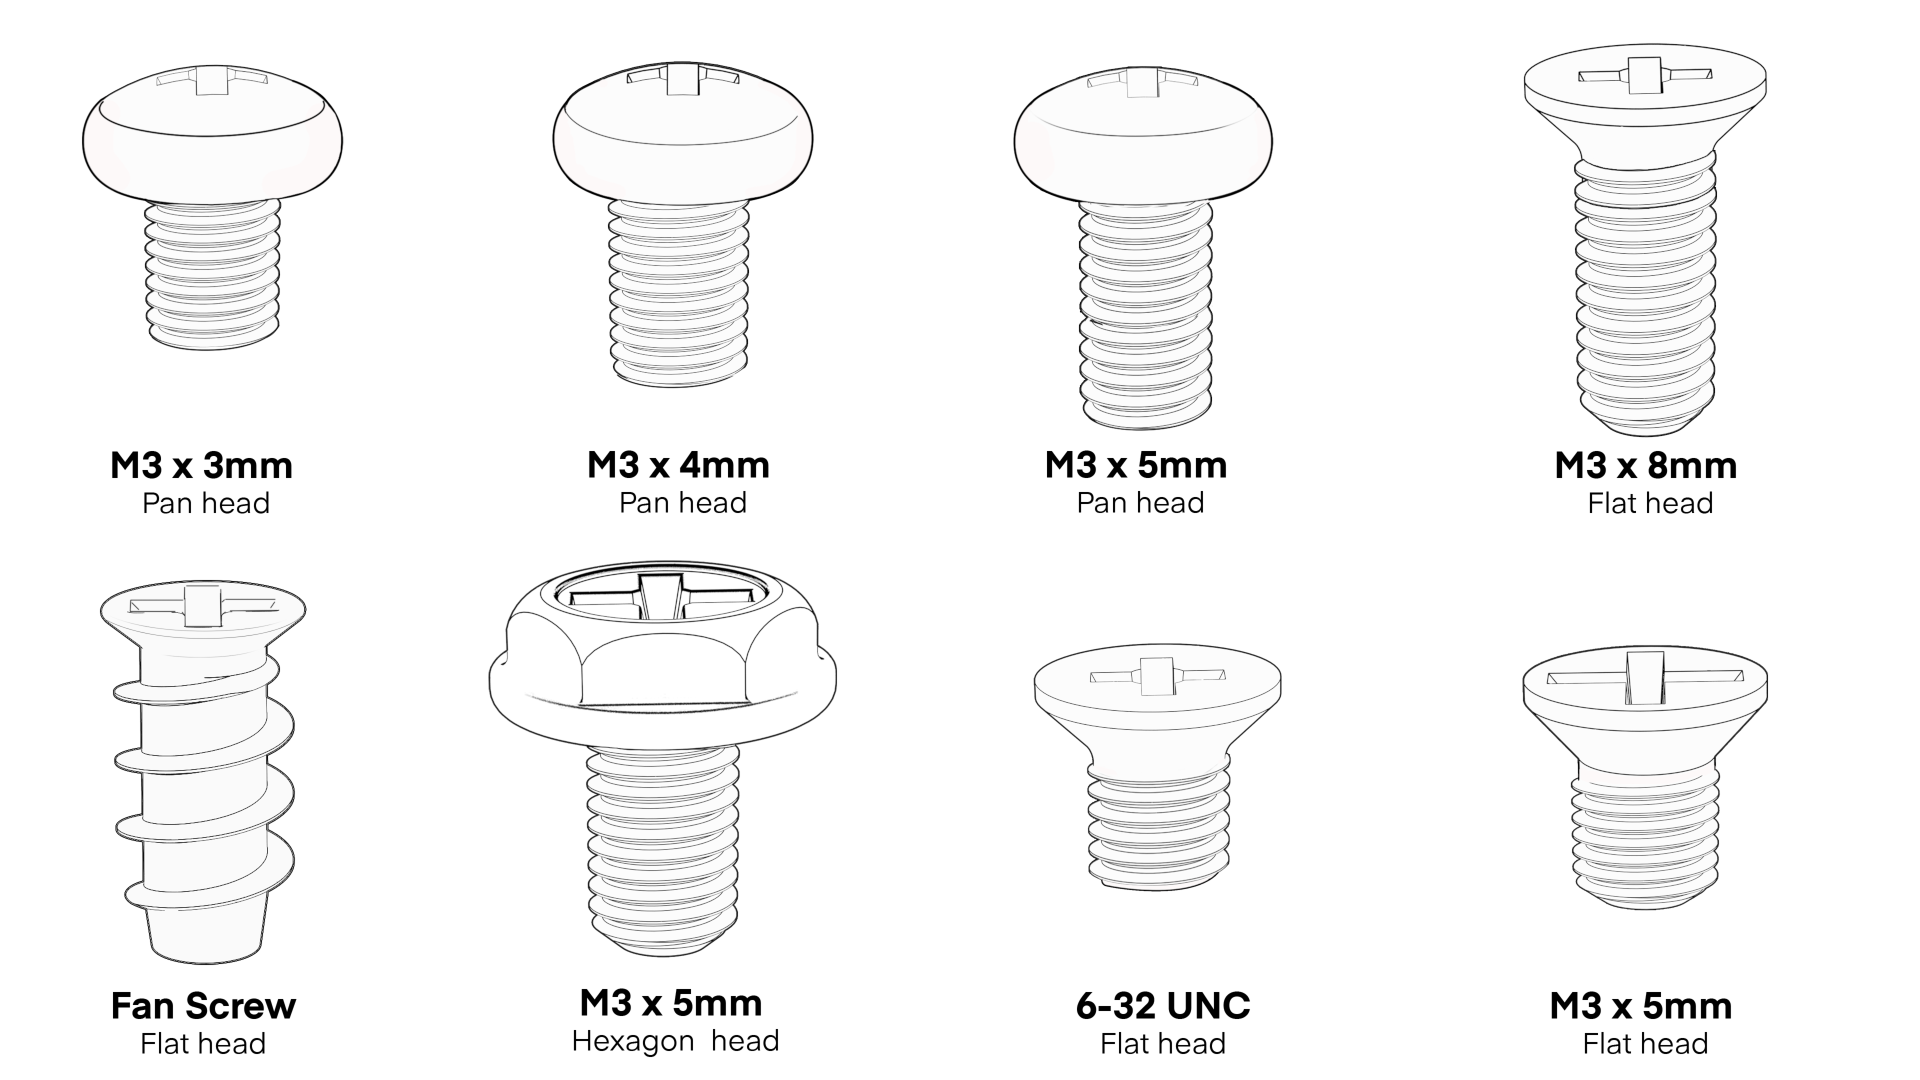 M3 x 3mm
Pan head
M3 x 4mm
Pan head
M3 x 5mm
Pan head
M3 x 8mm
Flat head
Fan Screw
Flat head
M3 x 5mm
Hexagon  head
6-32 UNC
Flat head
M3 x 5mm
Flat head